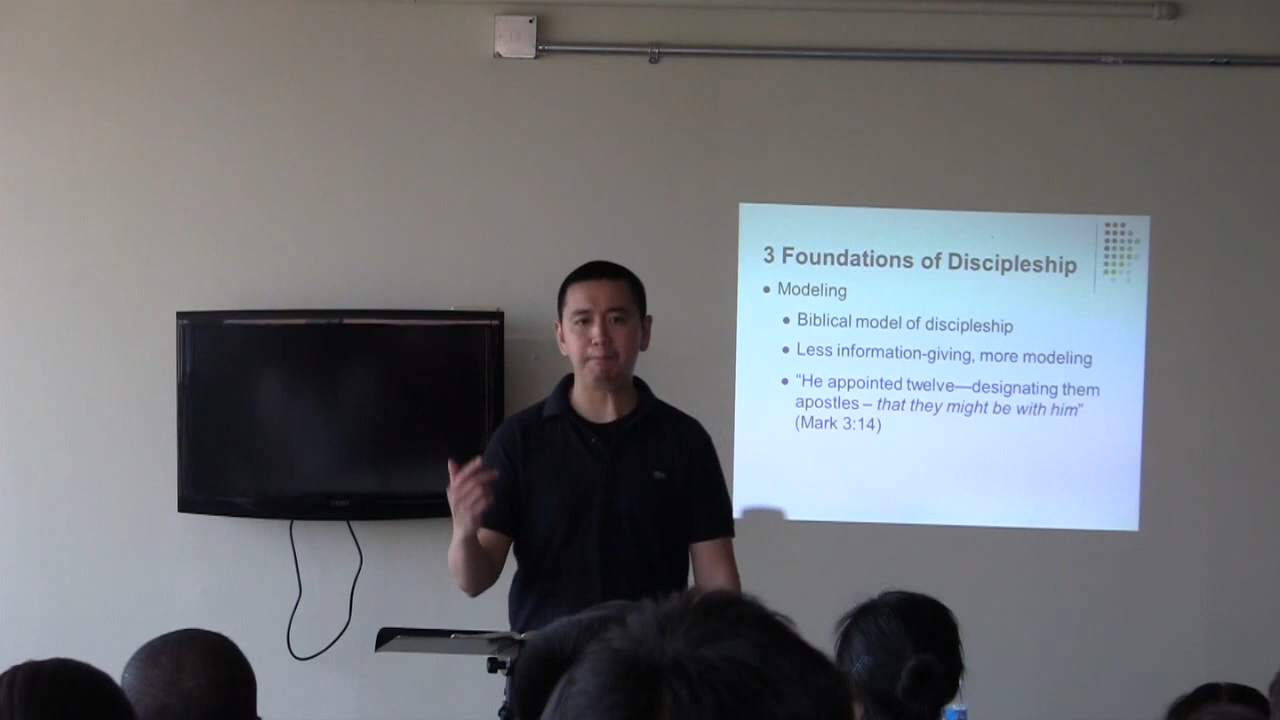 3 Foundations of Discipleship
Modeling
Biblical model of discipleship
Less information-giving, more modeling
“He appointed twelve—designating them
apostles – that they might be with him”
(Mark 3:14)